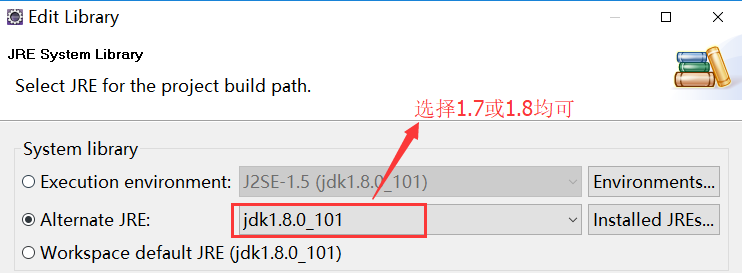 Edit Library
JRE System Library
Select JRE for the project build path.
选择1.7或1.8均可
System library
Execution environment: J2SE-1.5 (jdk1.8.0_101) Environments...
Alternate JRE: jdk1.8.0_101 Installed JREs...
Workspace default JRE (jdk1.8.0_101)